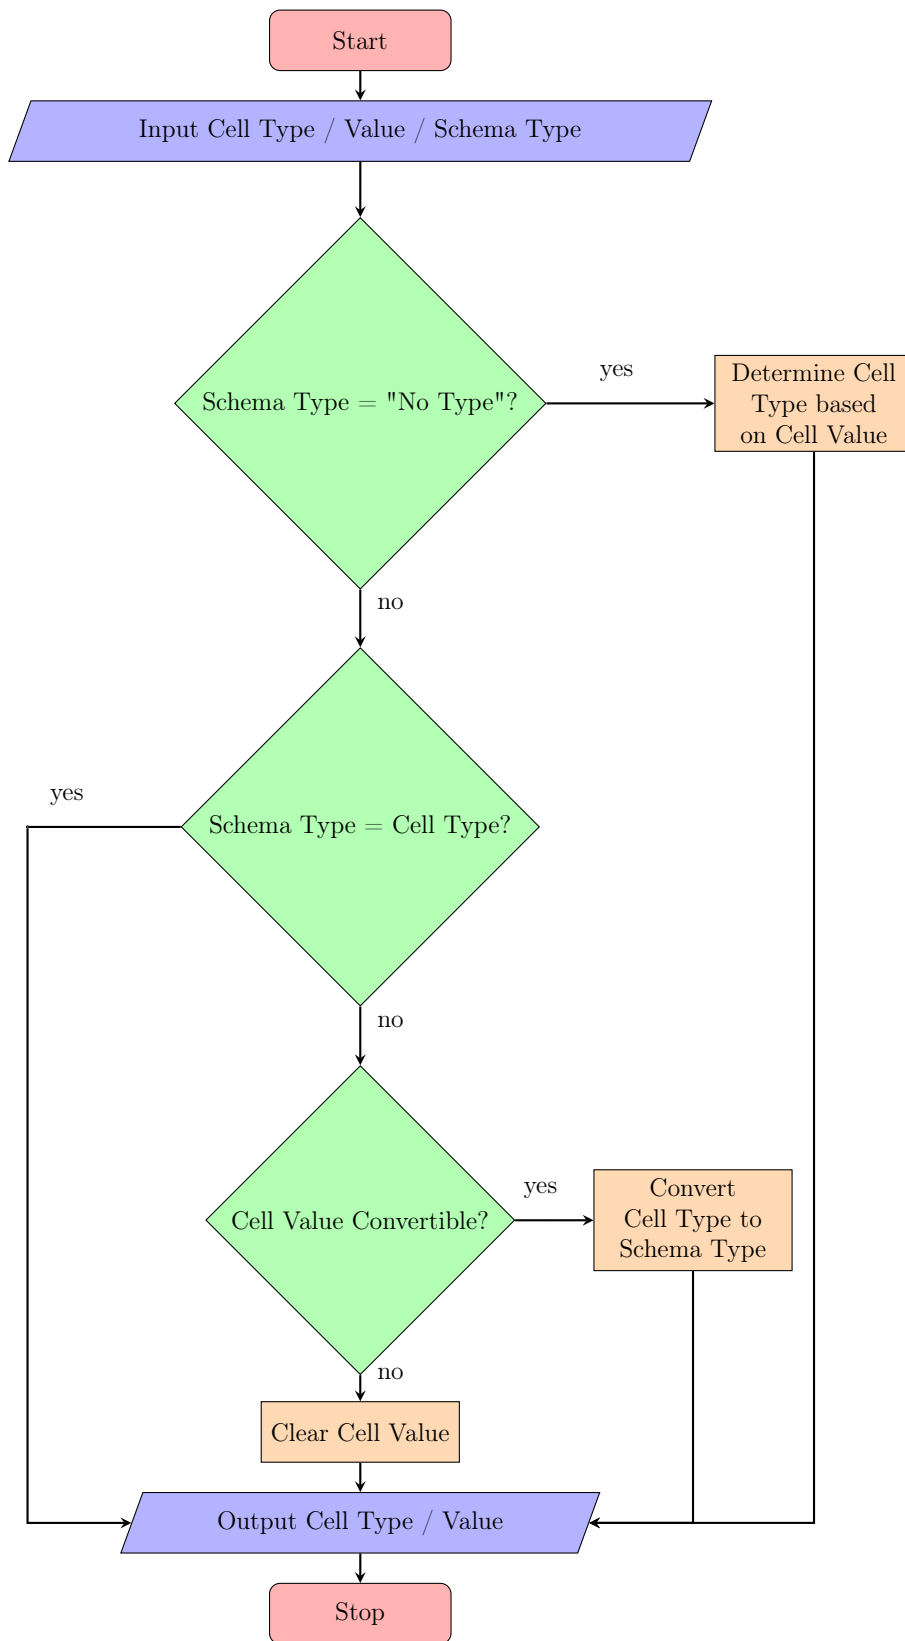 Start
Input Cell Type / Value / Schema Type
Schema Type = "No Type"?
yes
Determine Cell
Type based
on Cell Value
no
yes
Schema Type = Cell Type?
no
Cell Value Convertible?
yes
Convert
Cell Type to
Schema Type
no
Clear Cell Value
Output Cell Type / Value
Stop